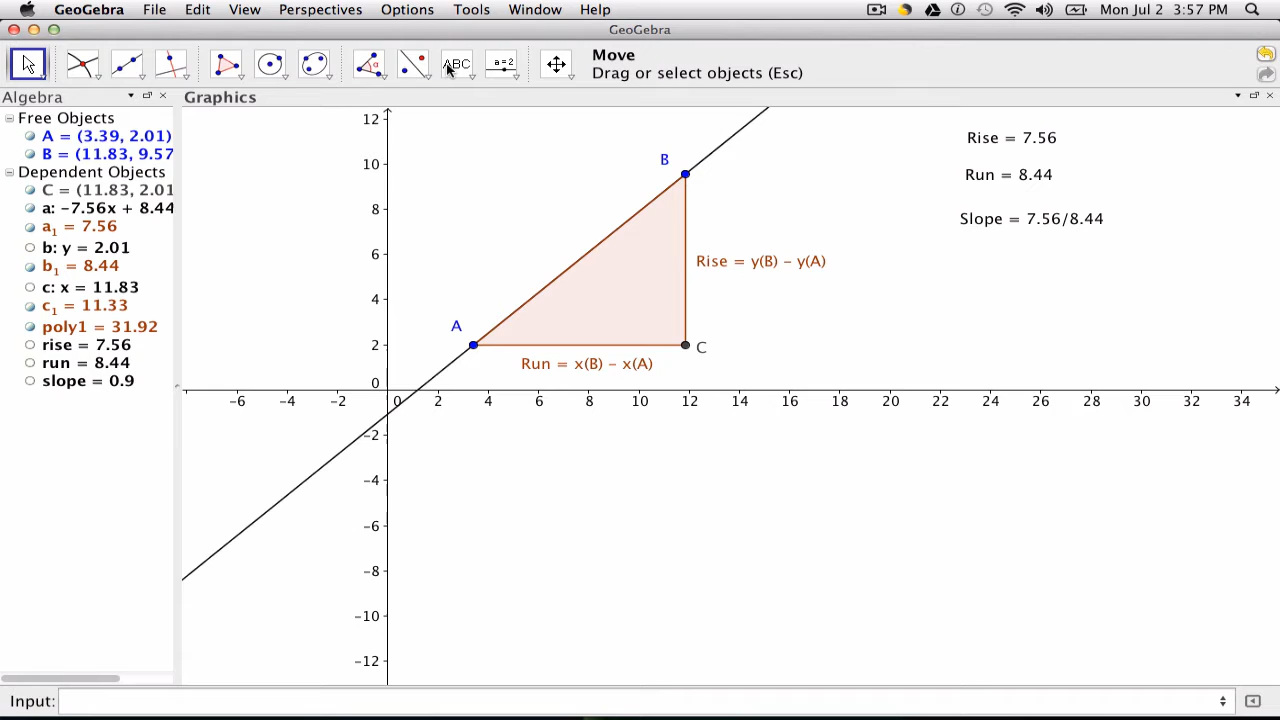 GeoGebra File Edit View Perspectives Options Tools Window Help Mon Jul 2 3:57 PM
GeoGebra
ABC a=2 α
Move
Drag or select objects (Esc)
Algebra
Graphics
Free Objects
A = (3.39, 2.01)
B = (11.83, 9.57
Dependent Objects
C = (11.83, 2.01
a: −7.56x + 8.44
a1 = 7.56
b: y = 2.01
b1 = 8.44
c: x = 11.83
c1 = 11.33
poly1 = 31.92
rise = 7.56
run = 8.44
slope = 0.9
Rise = 7.56
Run = 8.44
Slope = 7.56/8.44
B
Rise = y(B) − y(A)
A
C
Run = x(B) − x(A)
12
10
8
6
4
2
0
−2
−4
−6
−8
−10
−12
−6 −4 −2 0 2 4 6 8 10 12 14 16 18 20 22 24 26 28 30 32 34
Input: